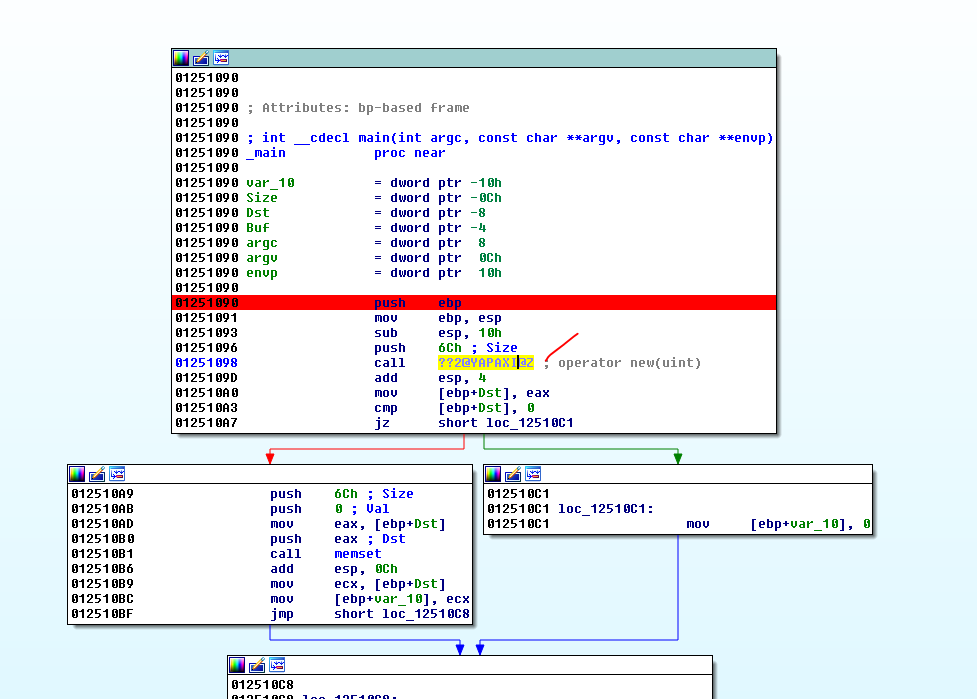 01251090
01251090
01251090 ; Attributes: bp-based frame
01251090
01251090 ; int __cdecl main(int argc, const char **argv, const char **envp)
01251090 _main proc near
01251090
01251090 var_10 = dword ptr -10h
01251090 Size = dword ptr -0Ch
01251090 Dst = dword ptr -8
01251090 Buf = dword ptr -4
01251090 argc = dword ptr 8
01251090 argv = dword ptr 0Ch
01251090 envp = dword ptr 10h
01251090
01251090 push ebp
01251091 mov ebp, esp
01251093 sub esp, 10h
01251096 push 6Ch ; Size
01251098 call ??2@YAPAXI@Z ; operator new(uint)
0125109D add esp, 4
012510A0 mov [ebp+Dst], eax
012510A3 cmp [ebp+Dst], 0
012510A7 jz short loc_12510C1
012510A9 push 6Ch ; Size
012510AB push 0 ; Val
012510AD mov eax, [ebp+Dst]
012510B0 push eax ; Dst
012510B1 call memset
012510B6 add esp, 0Ch
012510B9 mov ecx, [ebp+Dst]
012510BC mov [ebp+var_10], ecx
012510BF jmp short loc_12510C8
012510C1
012510C1 loc_12510C1:
012510C1 mov [ebp+var_10], 0
012510C8
012510C8 loc_12510C8: